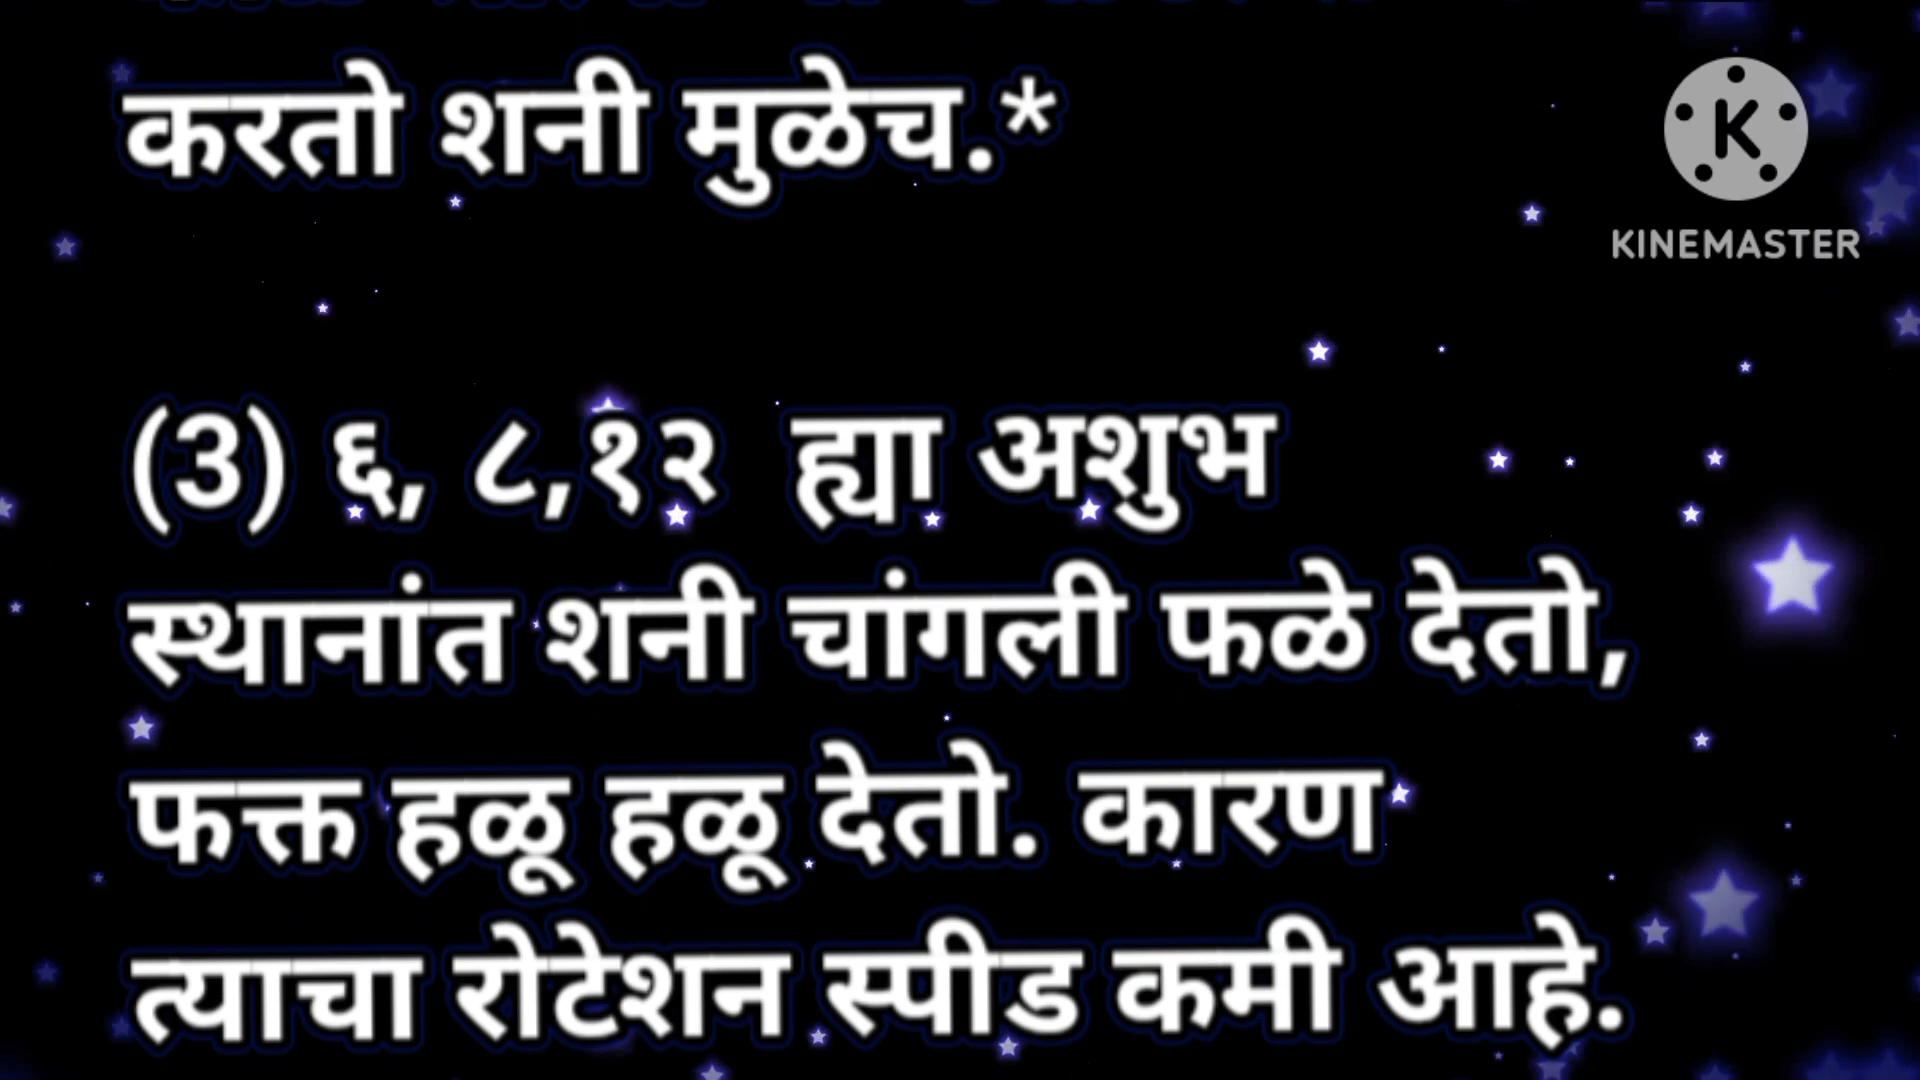 करतो शनी मुळेच.*
K
KINEMASTER
(3) ६, ८,१२ ह्या अशुभ
स्थानांत शनी चांगली फळे देतो,
फक्त हळू हळू देतो. कारण
त्याचा रोटेशन स्पीड कमी आहे.